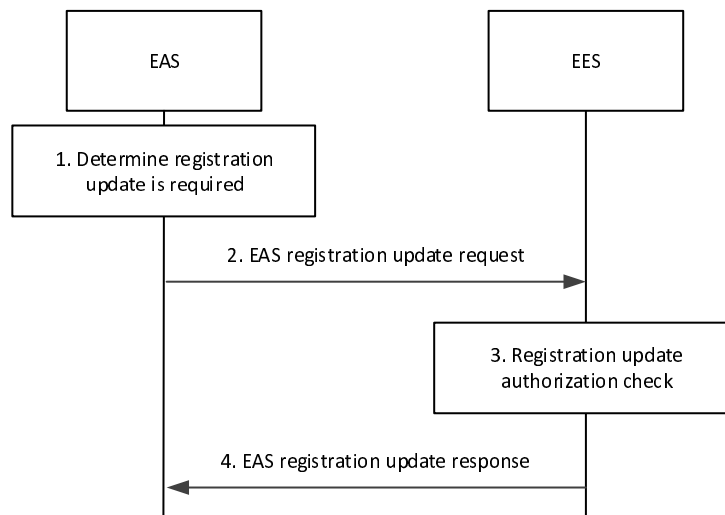 EAS
EES
1. Determine registration
update is required
2. EAS registration update request
3. Registration update
authorization check
4. EAS registration update response